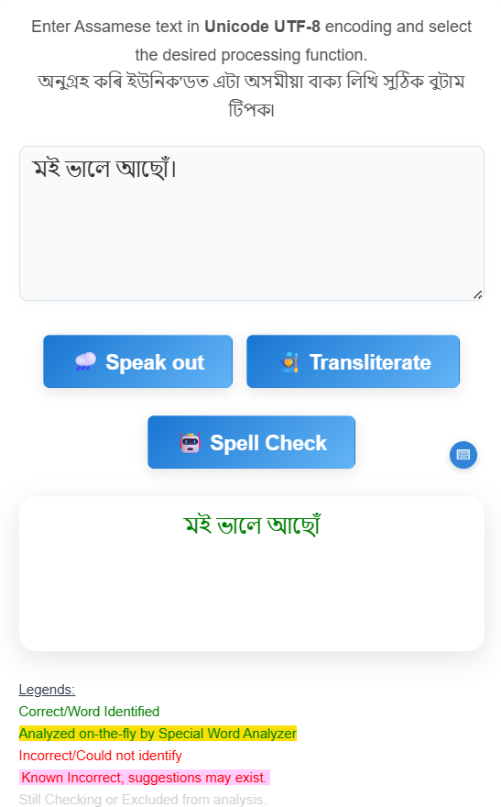 Enter Assamese text in Unicode UTF-8 encoding and select
the desired processing function.
অনুগ্ৰহ কৰি ইউনিক'ডত এটা অসমীয়া বাক্য লিখি সুঠিক বুটাম
টিপক৷
মই ভালে আছোঁ।
Speak out
Transliterate
Spell Check
মই ভালে আছোঁ
Legends:
Correct/Word Identified
Analyzed on-the-fly by Special Word Analyzer
Incorrect/Could not identify
Known Incorrect, suggestions may exist.
Still Checking or Excluded from analysis.